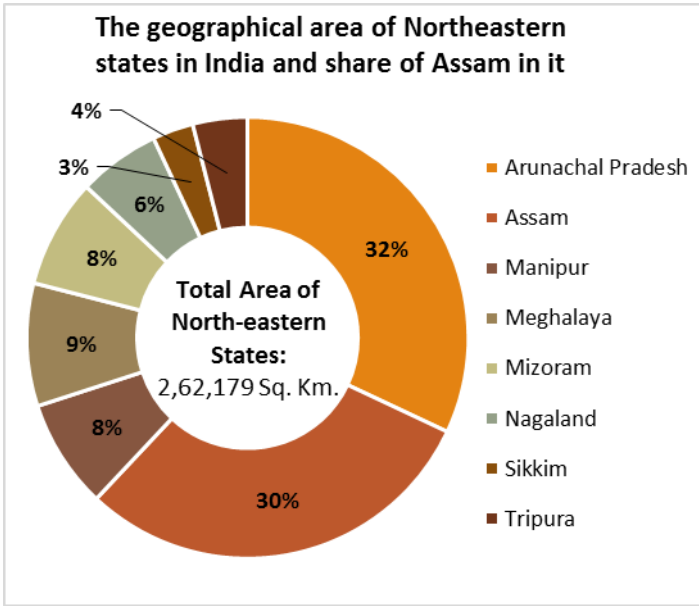 The geographical area of Northeastern
states in India and share of Assam in it
4%
3%
6%
8%
9%
8%
30%
32%
Total Area of
North-eastern
States:
2,62,179 Sq. Km.
Arunachal Pradesh
Assam
Manipur
Meghalaya
Mizoram
Nagaland
Sikkim
Tripura